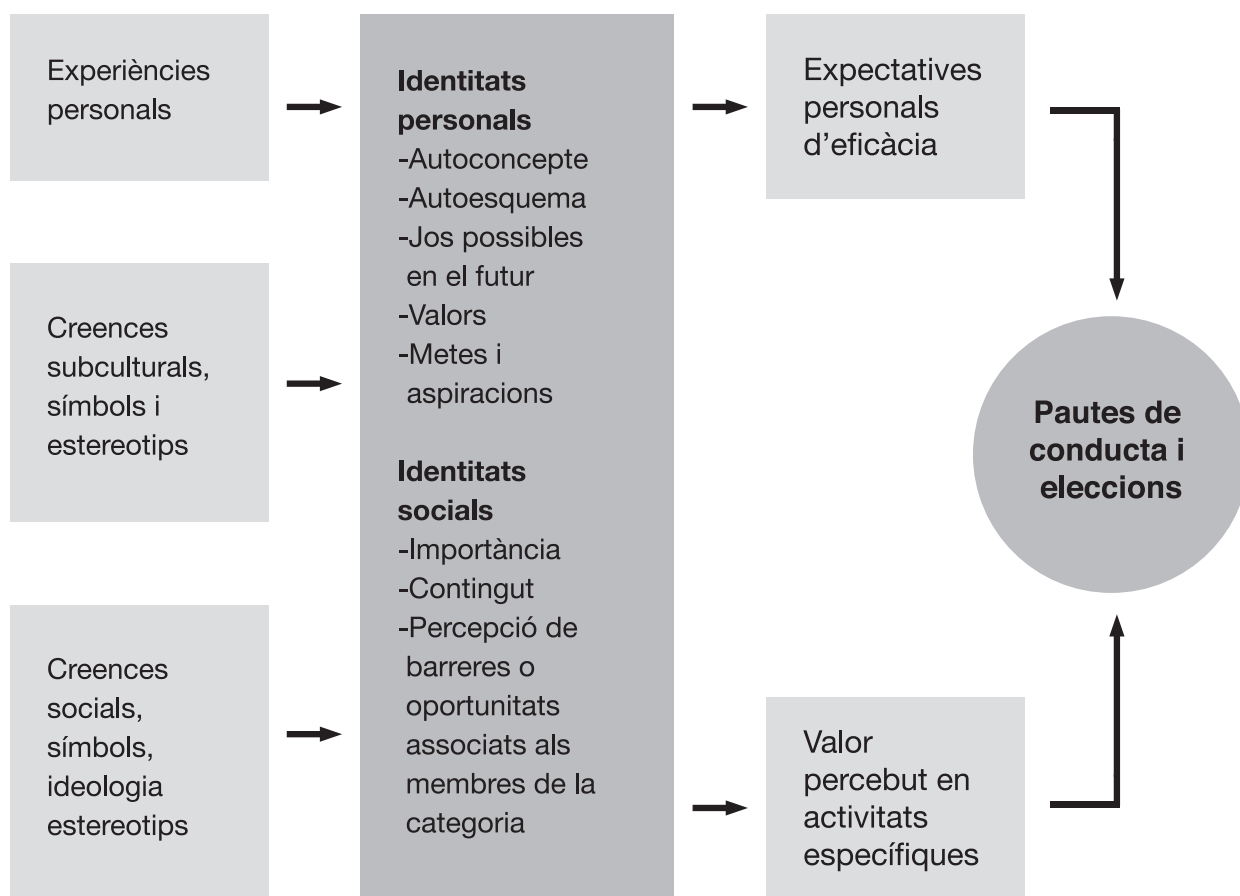 Experiències
personals
Creences
subculturals,
símbols i
estereotips
Creences
socials,
símbols,
ideologia
estereotips
Identitats
personals
-Autoconcepte
-Autoesquema
-Jos possibles
en el futur
-Valors
-Metes i
aspiracions
Identitats
socials
-Importància
-Contingut
-Percepció de
barreres o
oportunitats
associats als
membres de la
categoria
Expectatives
personals
d’eficàcia
Valor
percebut en
activitats
específiques
Pautes de
conducta i
eleccions